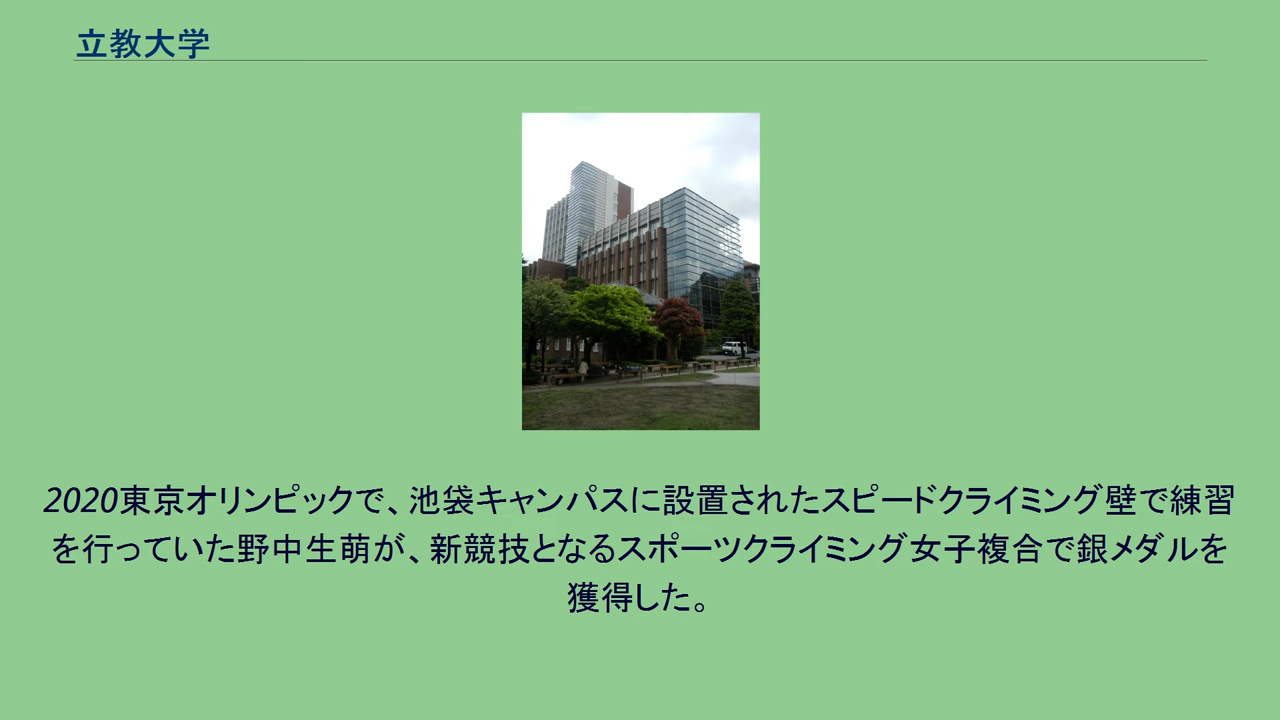 立教大学
2020東京オリンピックで、池袋キャンパスに設置されたスピードクライミング壁で練習
を行っていた野中生萌が、新競技となるスポーツクライミング女子複合で銀メダルを
獲得した。